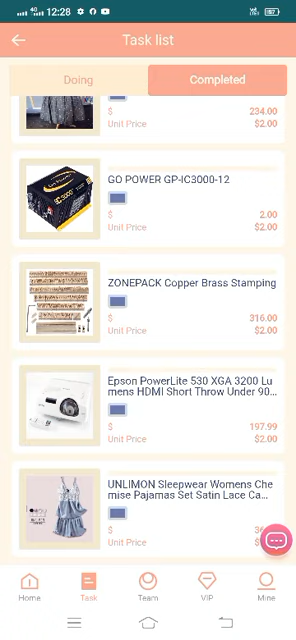 4G 12:28
Task list
Doing
Completed
$ 234.00
Unit Price $2.00
GO POWER GP-IC3000-12
$ 2.00
Unit Price $2.00
ZONEPACK Copper Brass Stamping
$ 316.00
Unit Price $2.00
Epson PowerLite 530 XGA 3200 Lu
mens HDMI Short Throw Under 90...
$ 197.99
Unit Price $2.00
UNLIMON Sleepwear Womens Che
mise Pajamas Set Satin Lace Ca...
$
Unit Price
Home
Task
Team
VIP
Mine